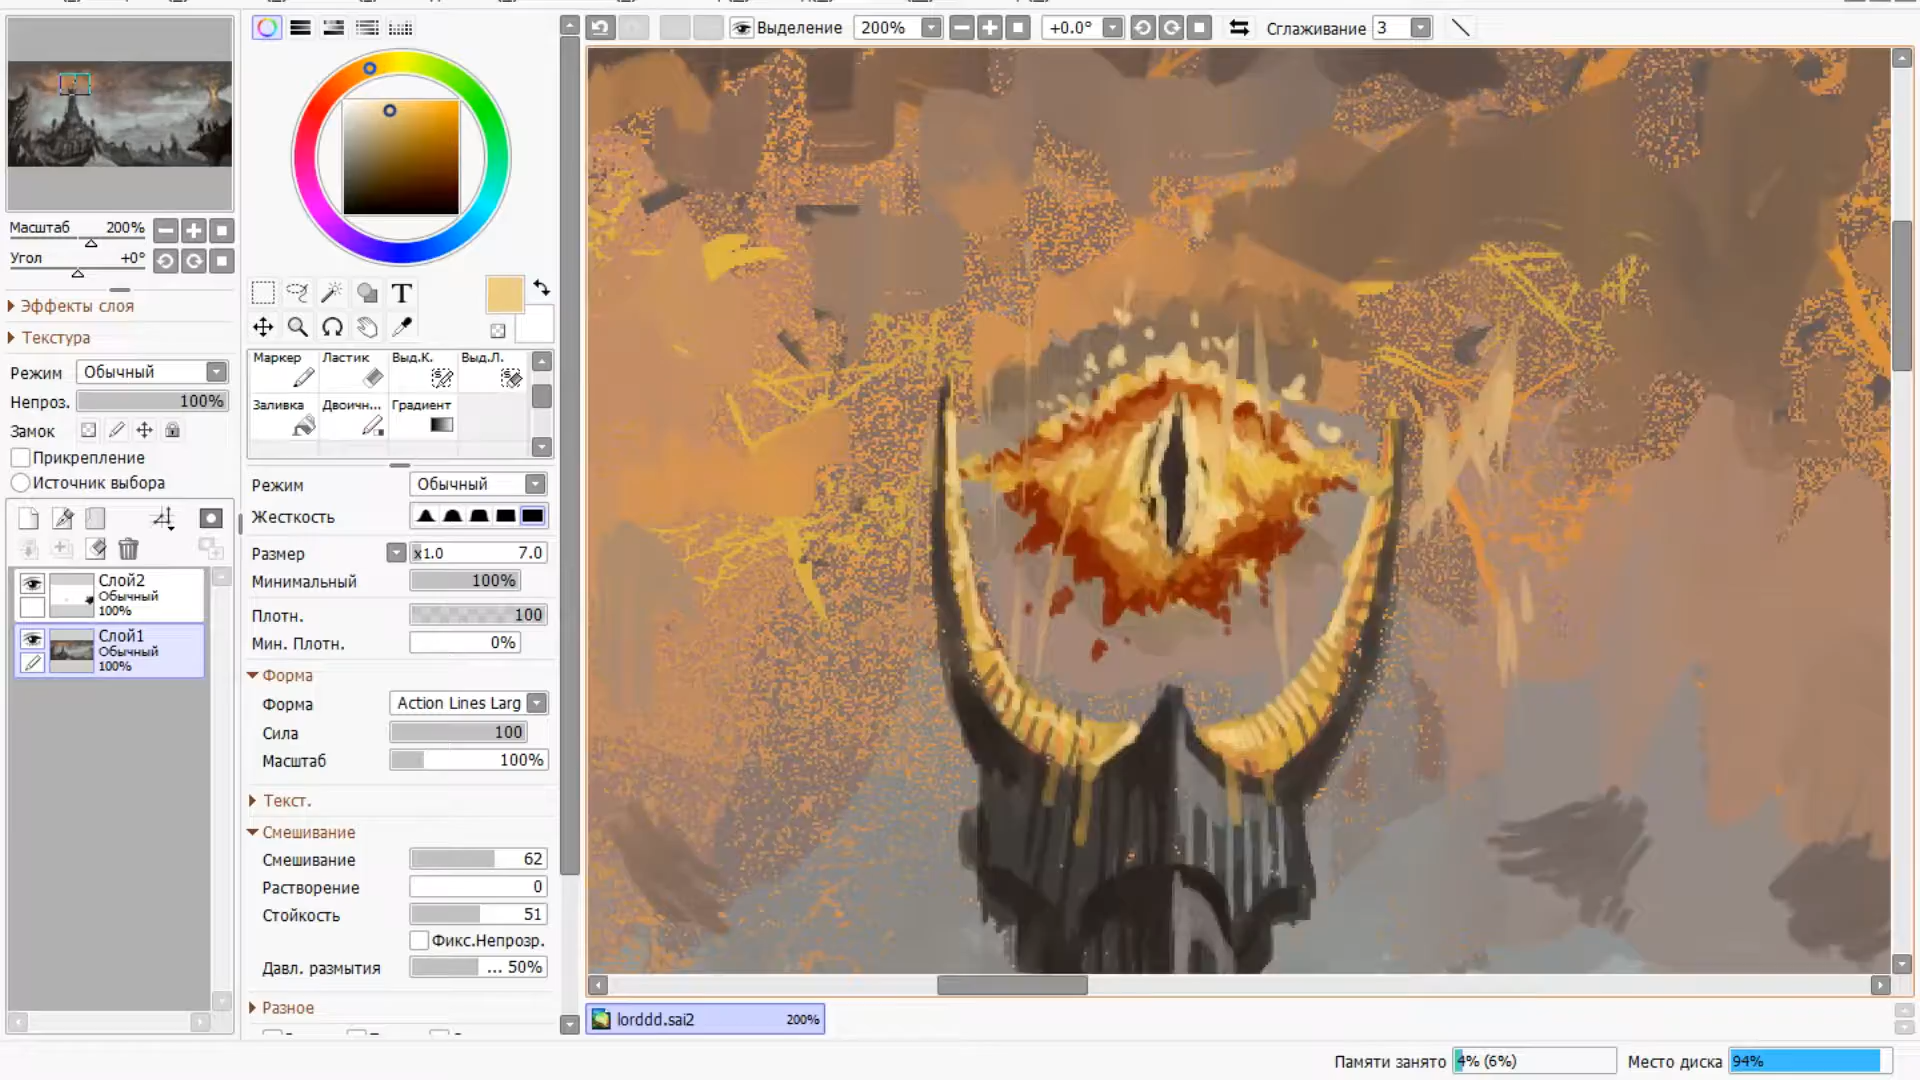 Выделение 200% +0.0° Сглаживание 3
Масштаб 200%
Угол +0°
Эффекты слоя
Текстура
Режим Обычный
Непроз. 100%
Замок
Прикрепление
Источник выбора
Слой2
Обычный
100%
Слой1
Обычный
100%
T
Маркер Ластик Выд.К. Выд.Л.
Заливка Двоичн... Градиент
Режим Обычный
Жесткость
Размер x1.0 7.0
Минимальный 100%
Плотн. 100
Мин. Плотн. 0%
Форма
Форма Action Lines Larg
Сила 100
Масштаб 100%
Текст.
Смешивание
Смешивание 62
Растворение 0
Стойкость 51
Фикс.Непрозр.
Давл. размытия ... 50%
Разное
lorddd.sai2 200%
Памяти занято 4% (6%) Место диска 94%